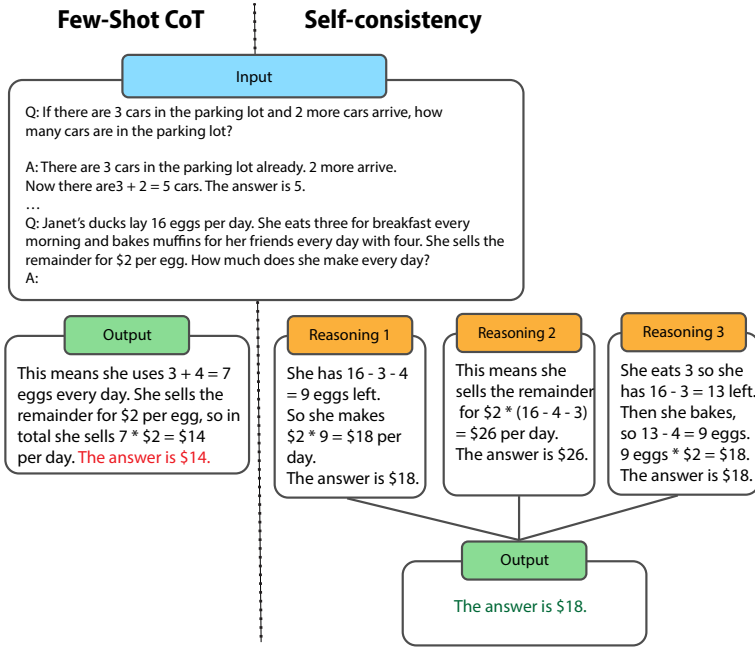 Few-Shot CoT
Self-consistency
Input
Q: If there are 3 cars in the parking lot and 2 more cars arrive, how
many cars are in the parking lot?
A: There are 3 cars in the parking lot already. 2 more arrive.
Now there are3 + 2 = 5 cars. The answer is 5.
…
Q: Janet's ducks lay 16 eggs per day. She eats three for breakfast every
morning and bakes muffins for her friends every day with four. She sells the
remainder for $2 per egg. How much does she make every day?
A:
Output
This means she uses 3 + 4 = 7
eggs every day. She sells the
remainder for $2 per egg, so in
total she sells 7 * $2 = $14
per day. The answer is $14.
Reasoning 1
She has 16 - 3 - 4
= 9 eggs left.
So she makes
$2 * 9 = $18 per
day.
The answer is $18.
Reasoning 2
This means she
sells the remainder
for $2 * (16 - 4 - 3)
= $26 per day.
The answer is $26.
Reasoning 3
She eats 3 so she
has 16 - 3 = 13 left.
Then she bakes,
so 13 - 4 = 9 eggs.
9 eggs * $2 = $18.
The answer is $18.
Output
The answer is $18.